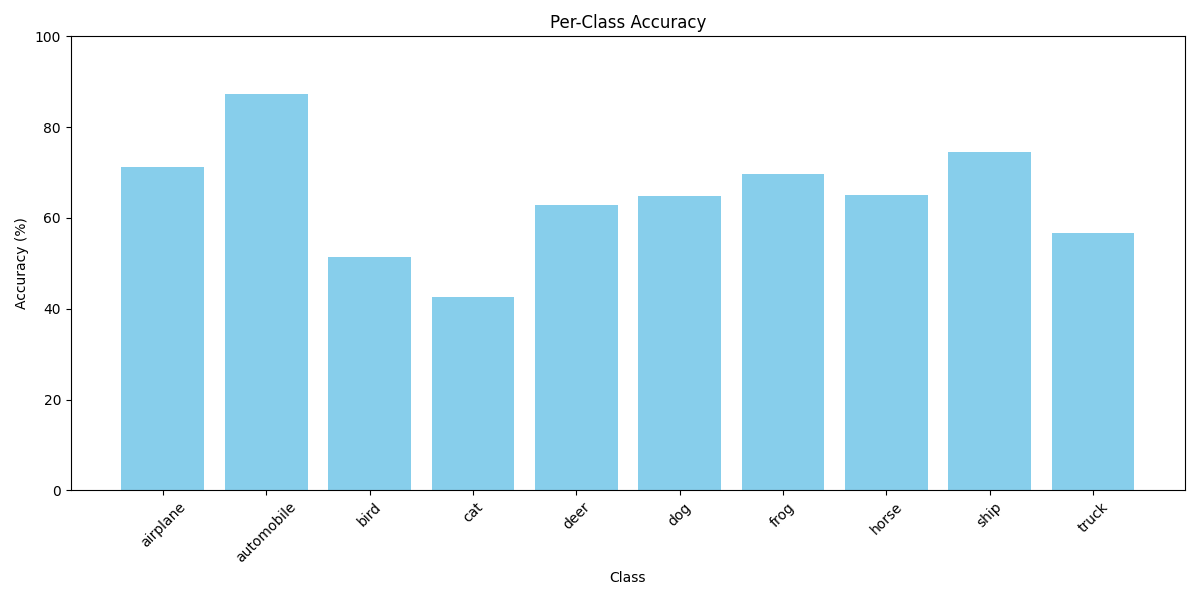 Per-Class Accuracy
Accuracy (%)
100
80
60
40
20
0
airplane
automobile
bird
cat
deer
dog
frog
horse
ship
truck
Class